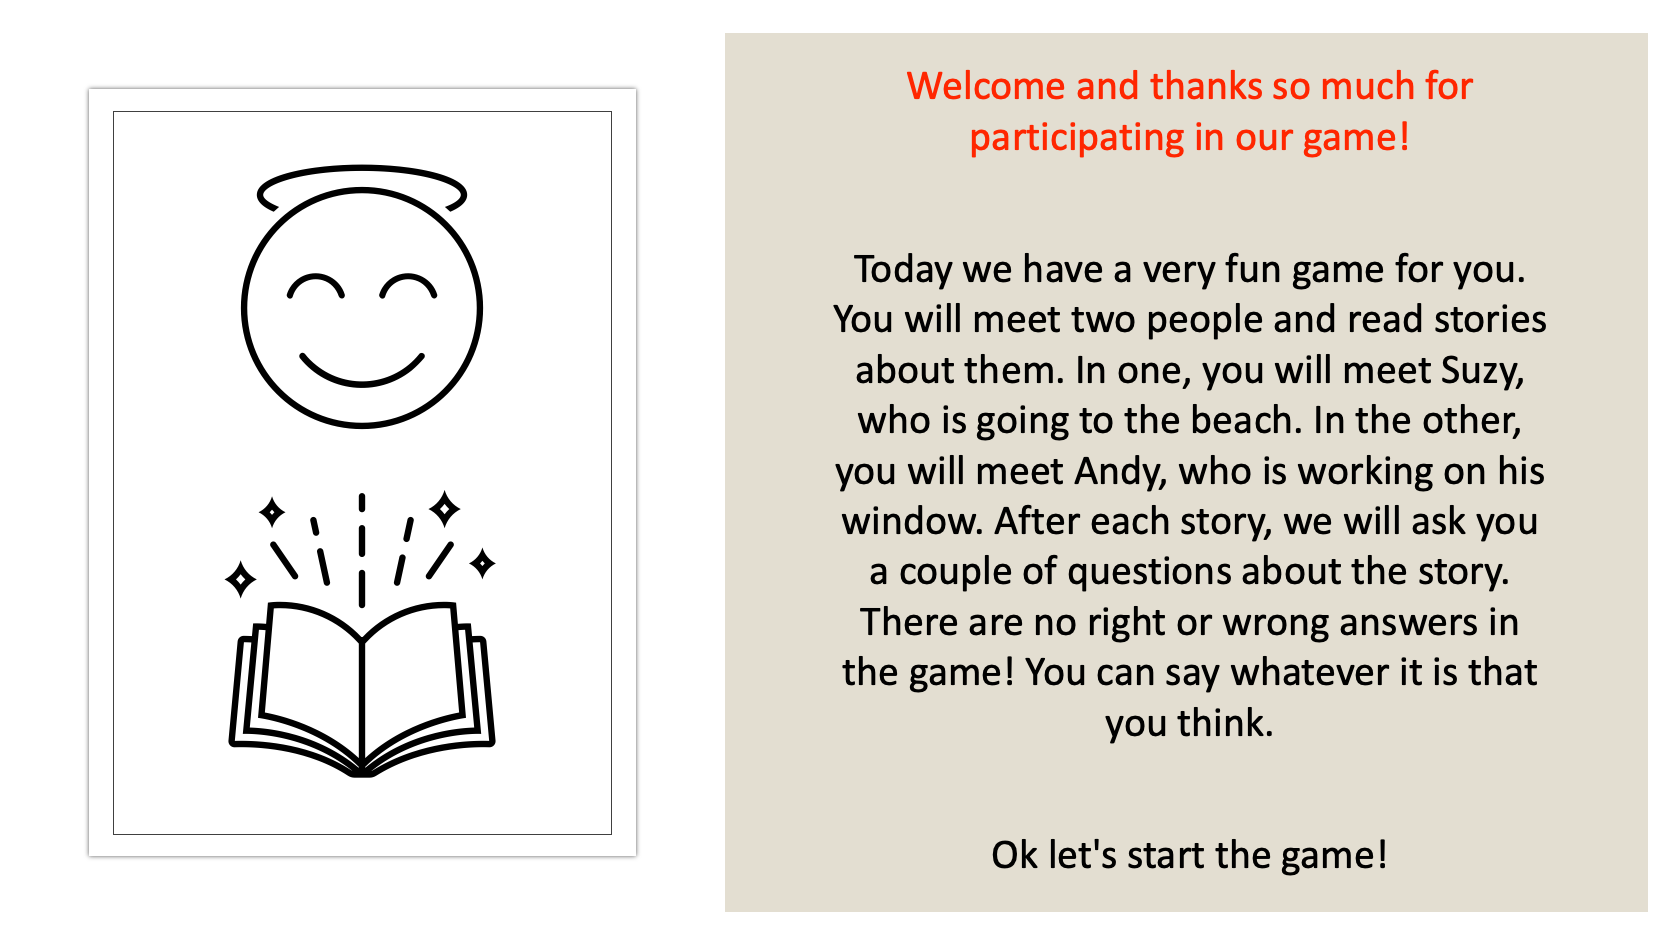 Welcome and thanks so much for
participating in our game!
Today we have a very fun game for you.
You will meet two people and read stories
about them. In one, you will meet Suzy,
who is going to the beach. In the other,
you will meet Andy, who is working on his
window. After each story, we will ask you
a couple of questions about the story.
There are no right or wrong answers in
the game! You can say whatever it is that
you think.
Ok let's start the game!